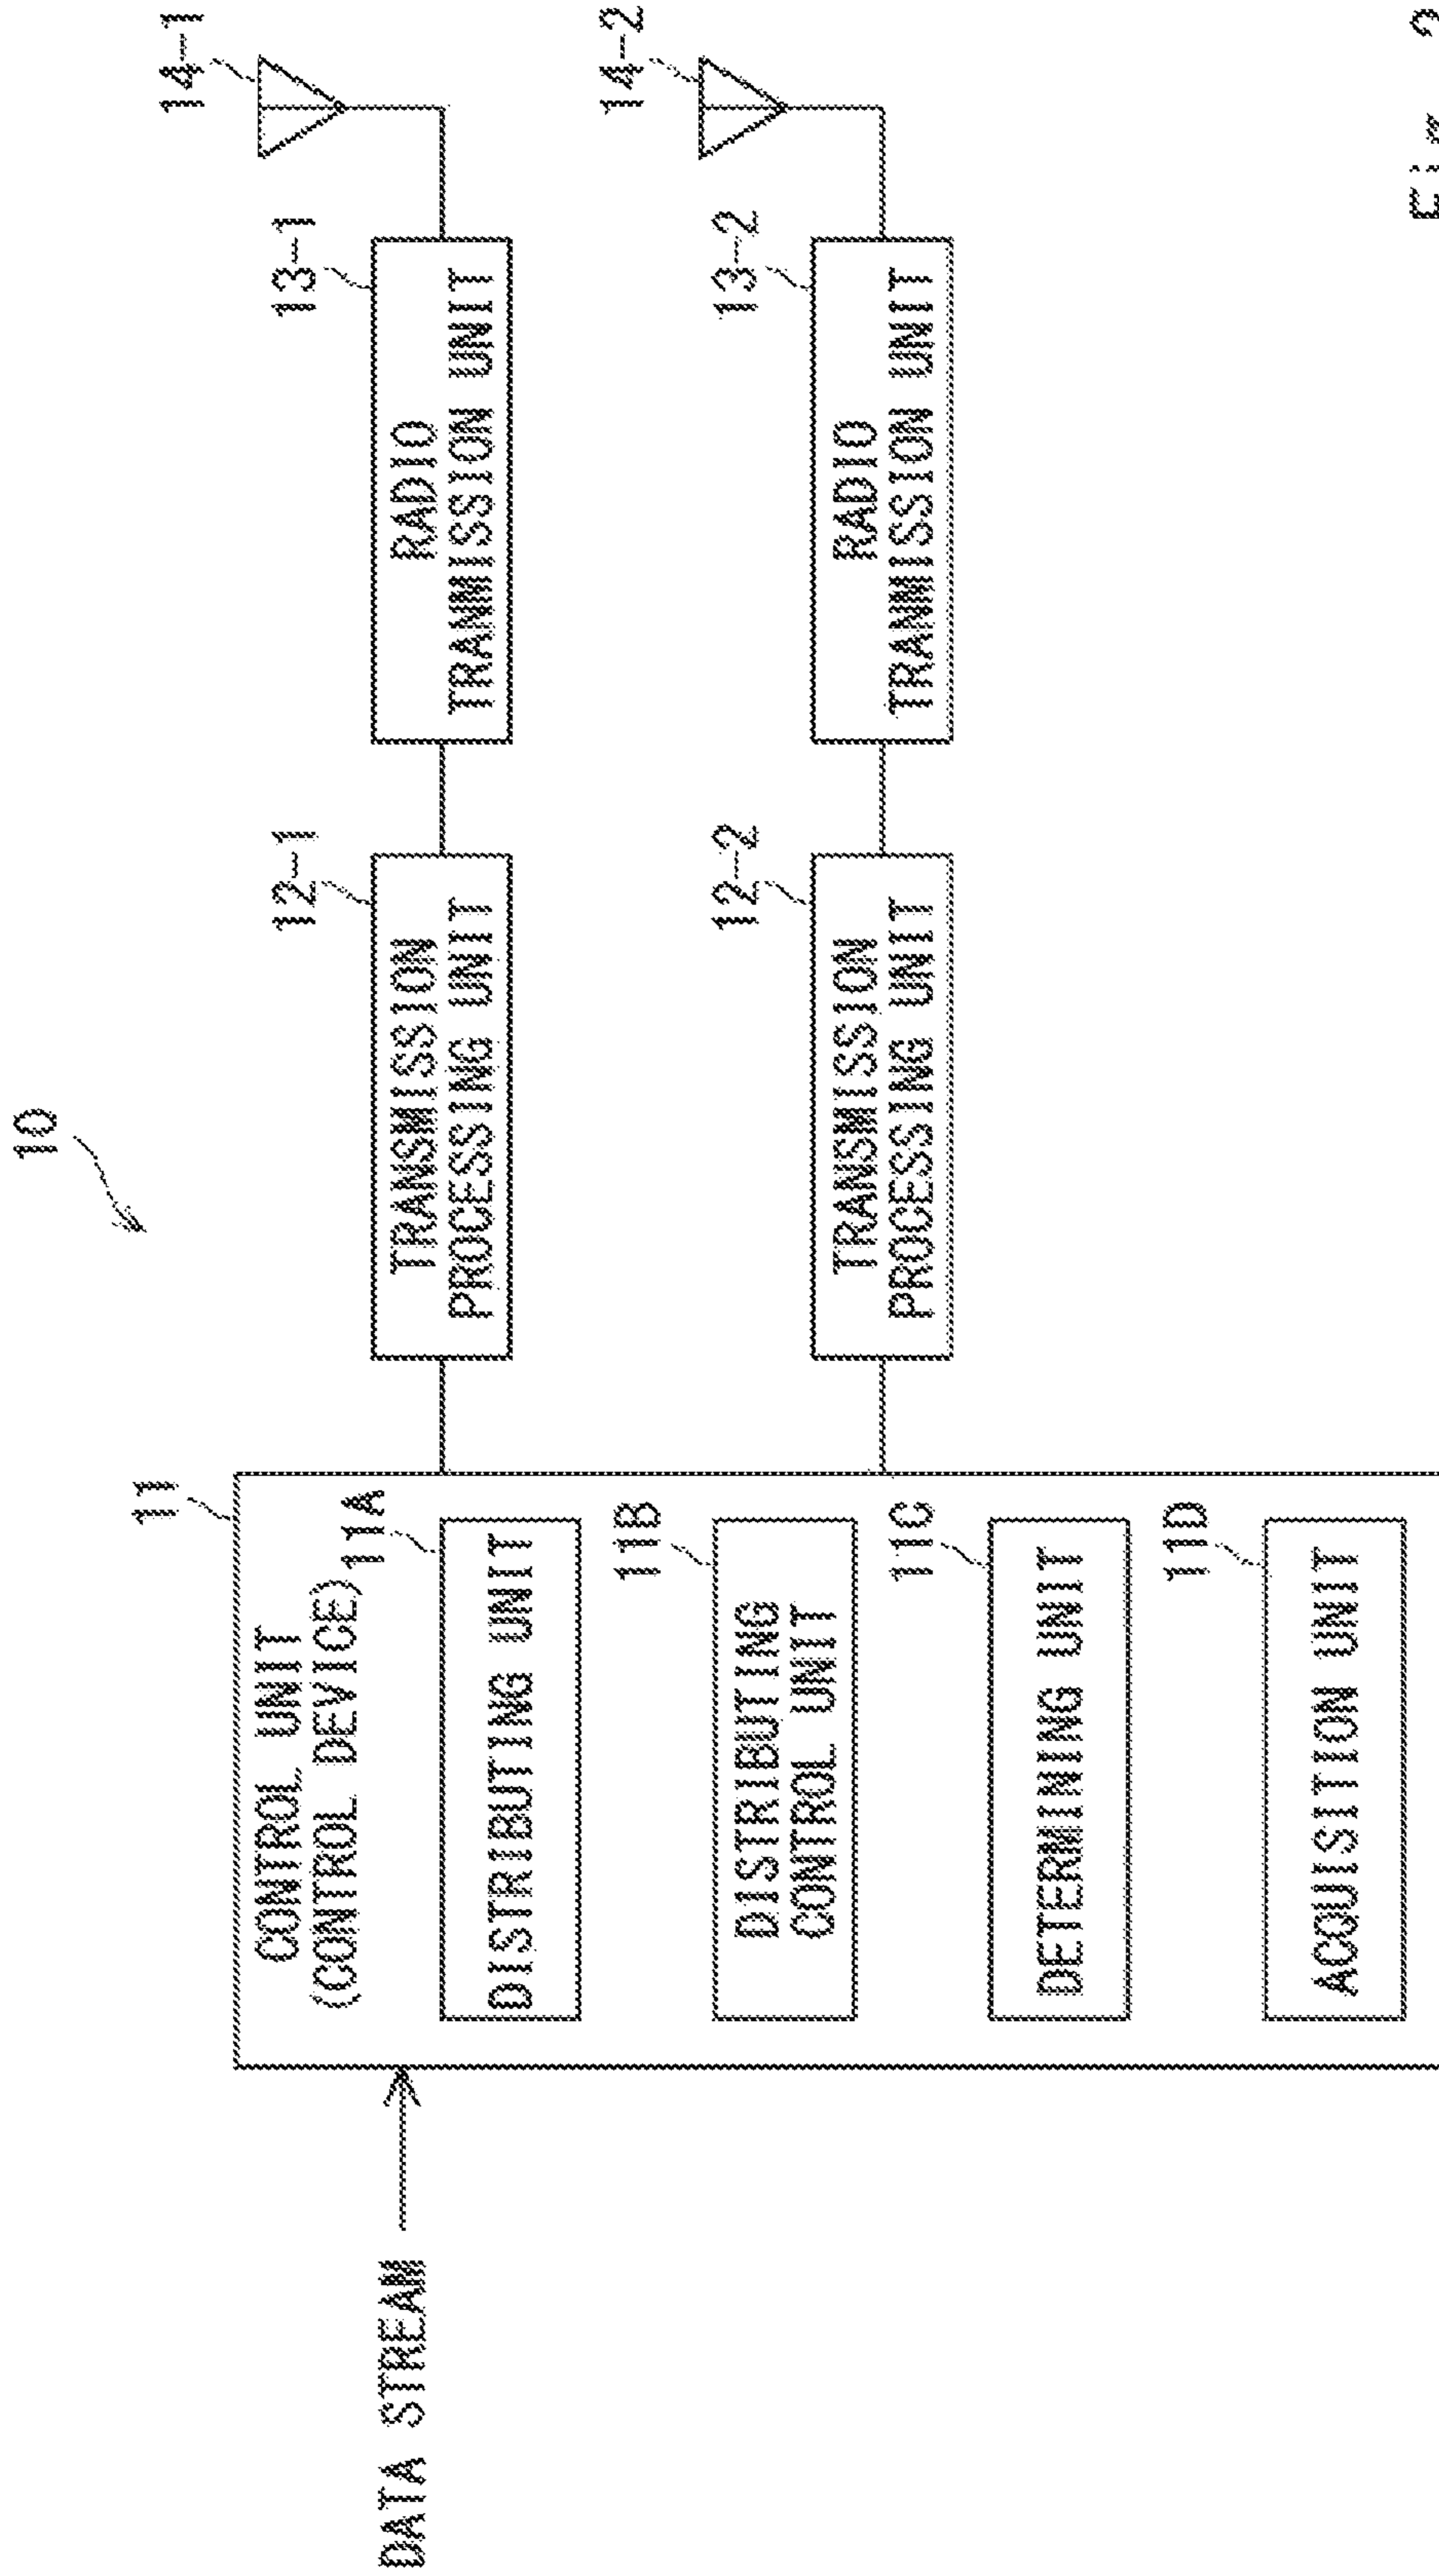 10
DATA STREAM
11
CONTROL UNIT
(CONTROL DEVICE)
11A
DISTRIBUTING UNIT
11B
DISTRIBUTING
CONTROL UNIT
11C
DETERMINING UNIT
11D
ACQUISITION UNIT
12-1
TRANSMISSION
PROCESSING UNIT
13-1
RADIO
TRANMISSION UNIT
14-1
12-2
TRANSMISSION
PROCESSING UNIT
13-2
RADIO
TRANMISSION UNIT
14-2